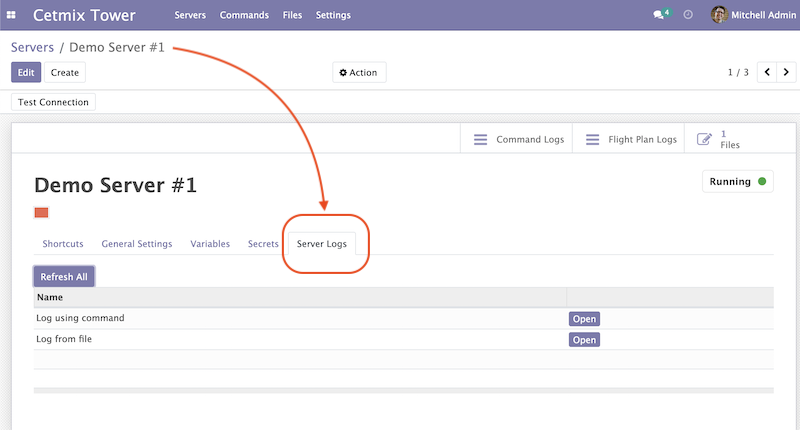 Cetmix Tower Servers Commands Files Settings 4 Mitchell Admin
Servers / Demo Server #1
Edit Create Action 1 / 3
Test Connection
Command Logs Flight Plan Logs 1 Files
Demo Server #1 Running
Shortcuts General Settings Variables Secrets Server Logs
Refresh All
Name
Log using command Open
Log from file Open